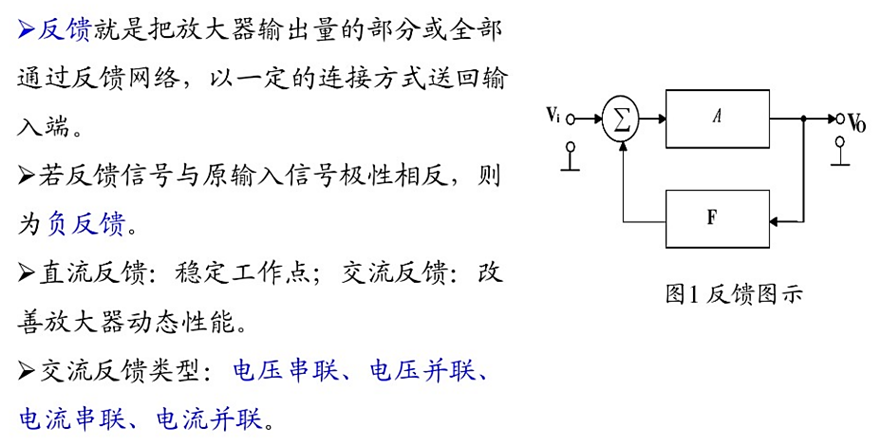 ➢反馈就是把放大器输出量的部分或全部
通过反馈网络，以一定的连接方式送回输
入端。
➢若反馈信号与原输入信号极性相反，则
为负反馈。
➢直流反馈：稳定工作点；交流反馈：改
善放大器动态性能。
➢交流反馈类型：电压串联、电压并联、
电流串联、电流并联。
Vi
Σ
A
VO
F
图1 反馈图示